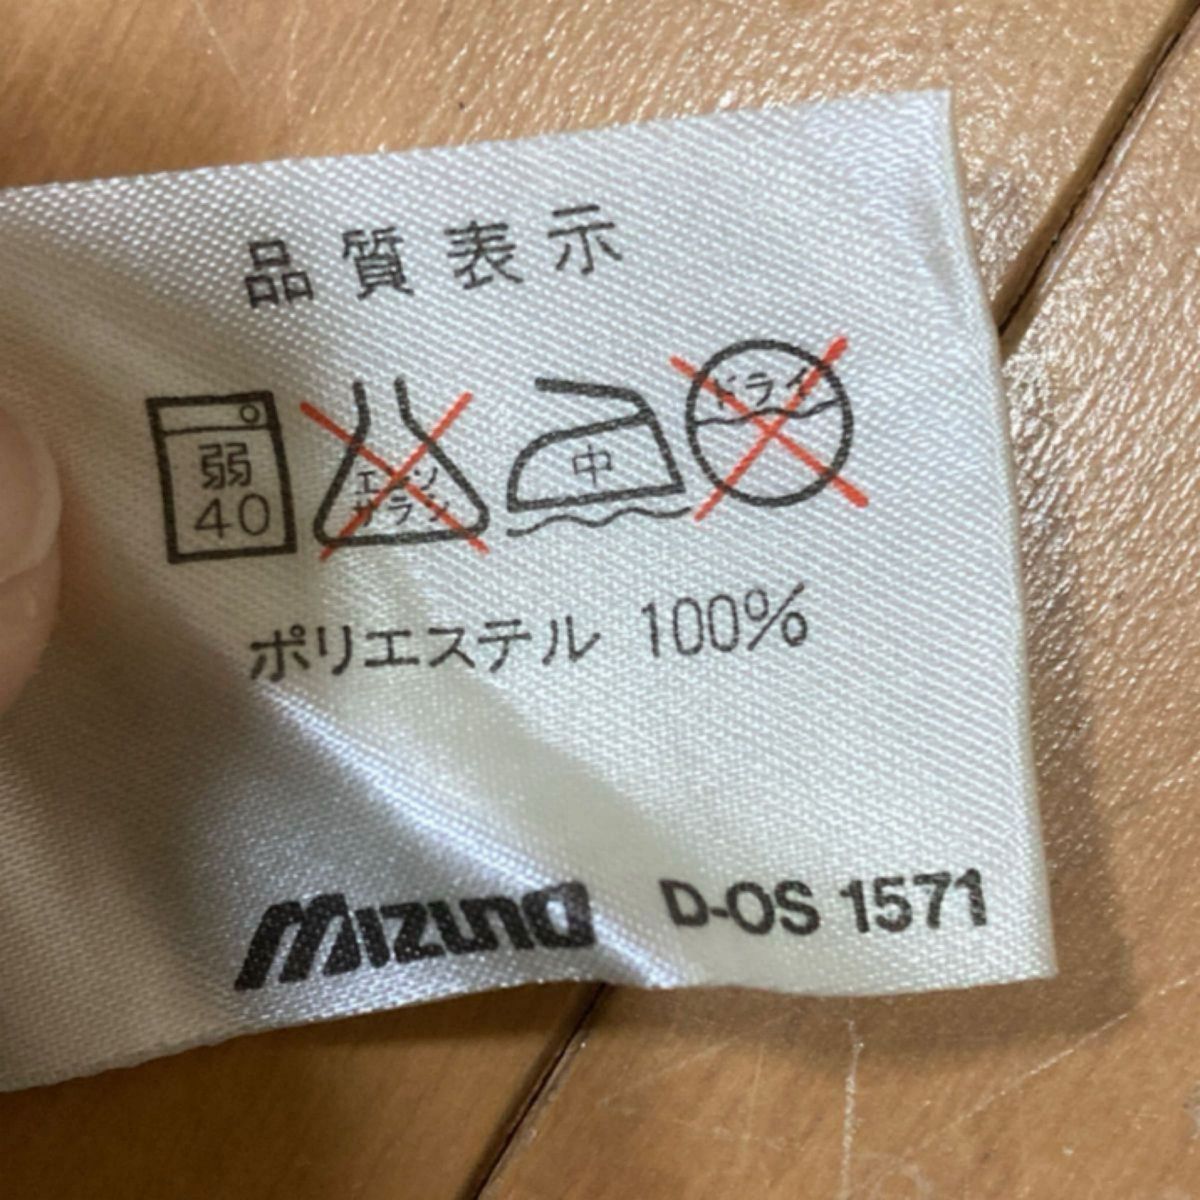 品質表示
弱
40
エンソ
サラシ
中
ドライ
ポリエステル 100%
mizuno D-OS 1571